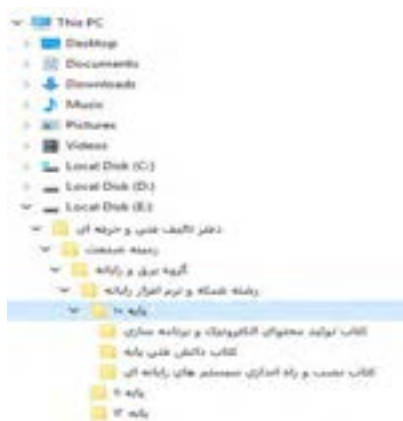 This PC
Desktop
Documents
Downloads
Music
Pictures
Videos
Local Disk (C:)
Local Disk (D:)
Local Disk (E:)
دفتر تالیف فنی و حرفه ای
زمینه صنعت
گروه برق و رایانه
رشته شبکه و نرم افزار رایانه
پایه ۱۰
کتاب تولید محتوای الکترونیک و برنامه سازی
کتاب دانش فنی پایه
کتاب نصب و راه اندازی سیستم های رایانه ای
پایه ۱۱
پایه ۱۲